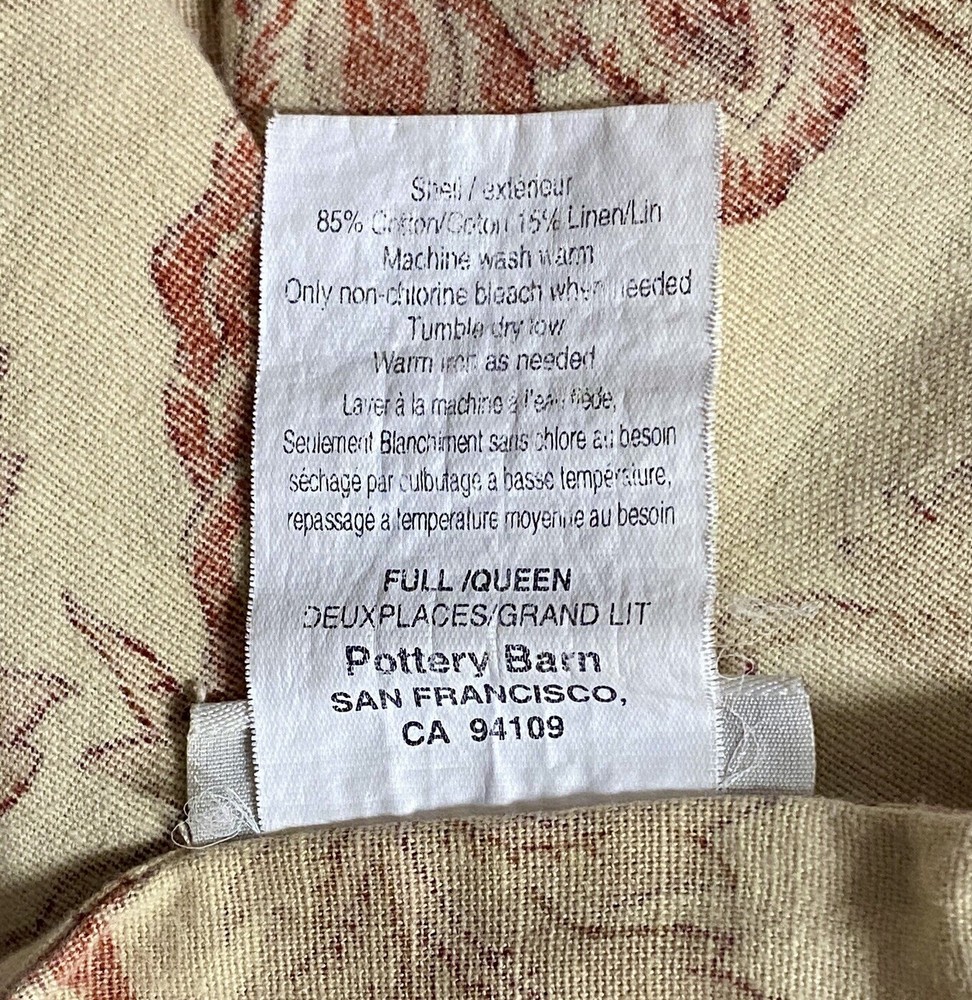 Shell / extérieur
85% Cotton/Coton 15% Linen/Lin
Machine wash warm
Only non-chlorine bleach when needed
Tumble dry low
Warm iron as needed
Laver à la machine à l'eau tiède,
Seulement Blanchiment sans chlore au besoin
séchage par culbutage a basse température,
repassage a temperature moyenne au besoin
FULL /QUEEN
DEUXPLACES/GRAND LIT
Pottery Barn
SAN FRANCISCO,
CA 94109